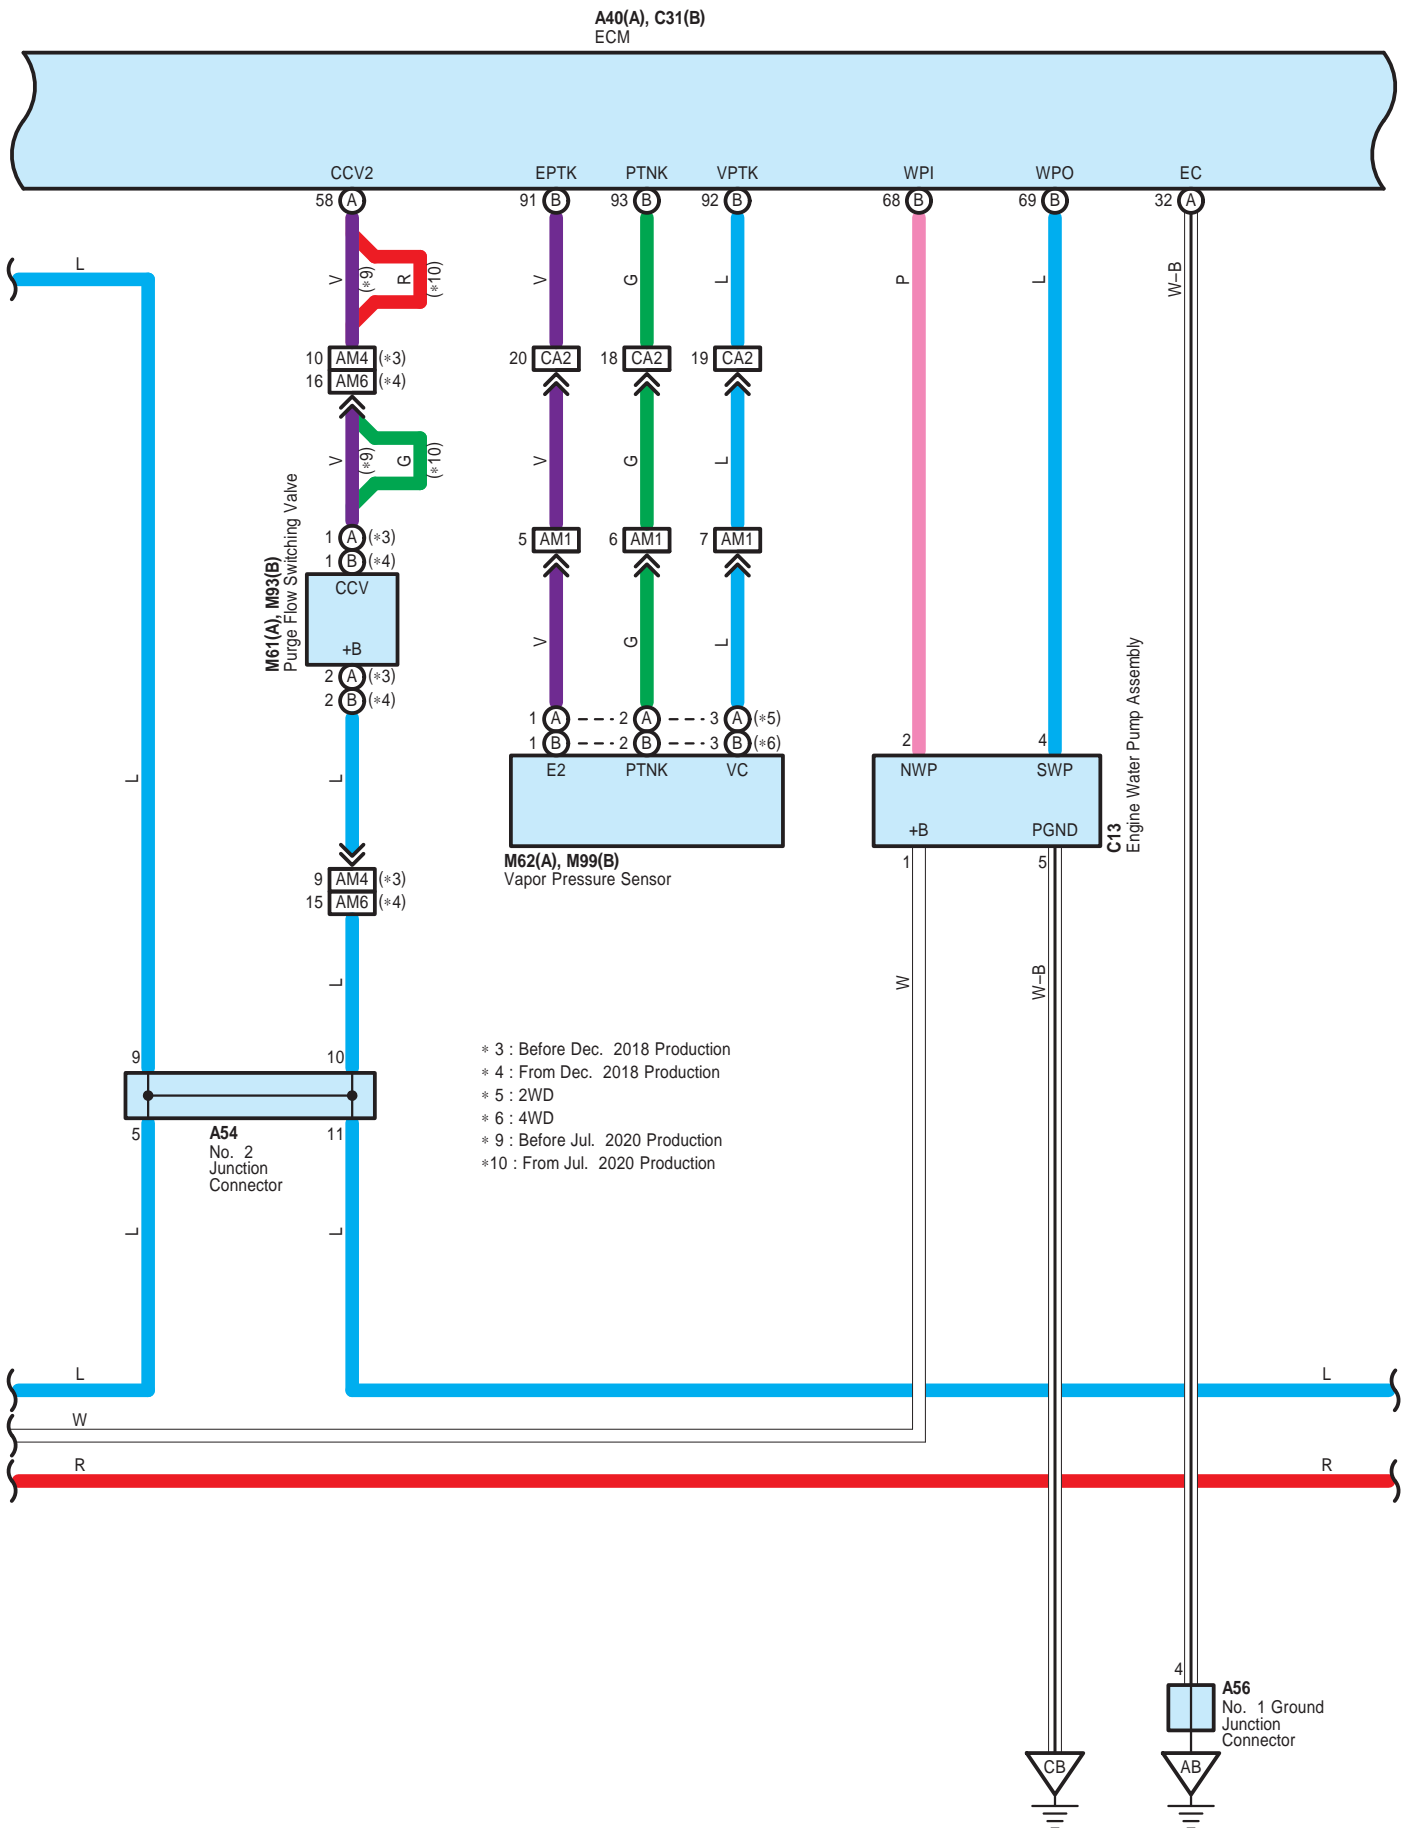 A40(A), C31(B)
ECM
CCV2 EPTK PTNK VPTK WPI WPO EC
58 A 91 B 93 B 92 B 68 B 69 B 32 A
L
V (*9) R (*10) V G L P L W-B
10 AM4 (*3) 20 CA2 18 CA2 19 CA2
16 AM6 (*4)
V (*9) G (*10) V G L
1 A (*3) 5 AM1 6 AM1 7 AM1
1 B (*4)
CCV
+B
M61(A), M93(B)
Purge Flow Switching Valve
2 A (*3)
2 B (*4)
V G L
1 A 2 A 3 A (*5)
1 B 2 B 3 B (*6)
E2 PTNK VC
M62(A), M99(B)
Vapor Pressure Sensor
2 4
NWP SWP
+B PGND
1 5
C13
Engine Water Pump Assembly
L L
9 AM4 (*3)
15 AM6 (*4)
L W W-B
9 10
5 11
A54
No. 2
Junction
Connector
* 3 : Before Dec. 2018 Production
* 4 : From Dec. 2018 Production
* 5 : 2WD
* 6 : 4WD
* 9 : Before Jul. 2020 Production
*10 : From Jul. 2020 Production
L L
L L
W
R R
4
A56
No. 1 Ground
Junction
Connector
CB AB